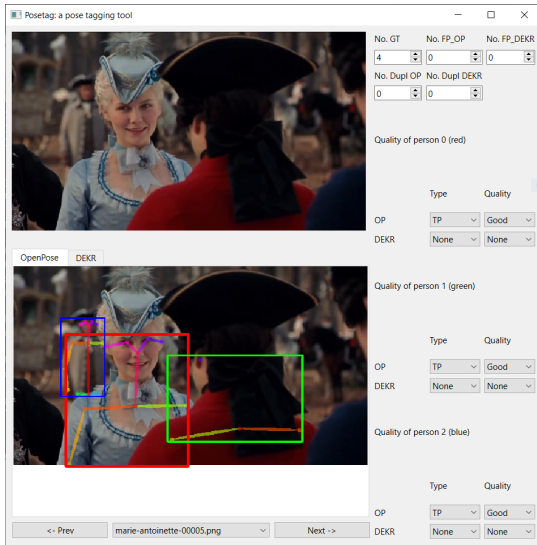 Posetag: a pose tagging tool
No. GT No. FP_OP No. FP_DEKR
4 0 0
No. Dupl OP No. Dupl DEKR
0 0
Quality of person 0 (red)
Type Quality
OP TP Good
DEKR None None
OpenPose DEKR
Quality of person 1 (green)
Type Quality
OP TP Good
DEKR None None
Quality of person 2 (blue)
Type Quality
OP TP Good
DEKR None None
<- Prev marie-antoinette-00005.png Next ->